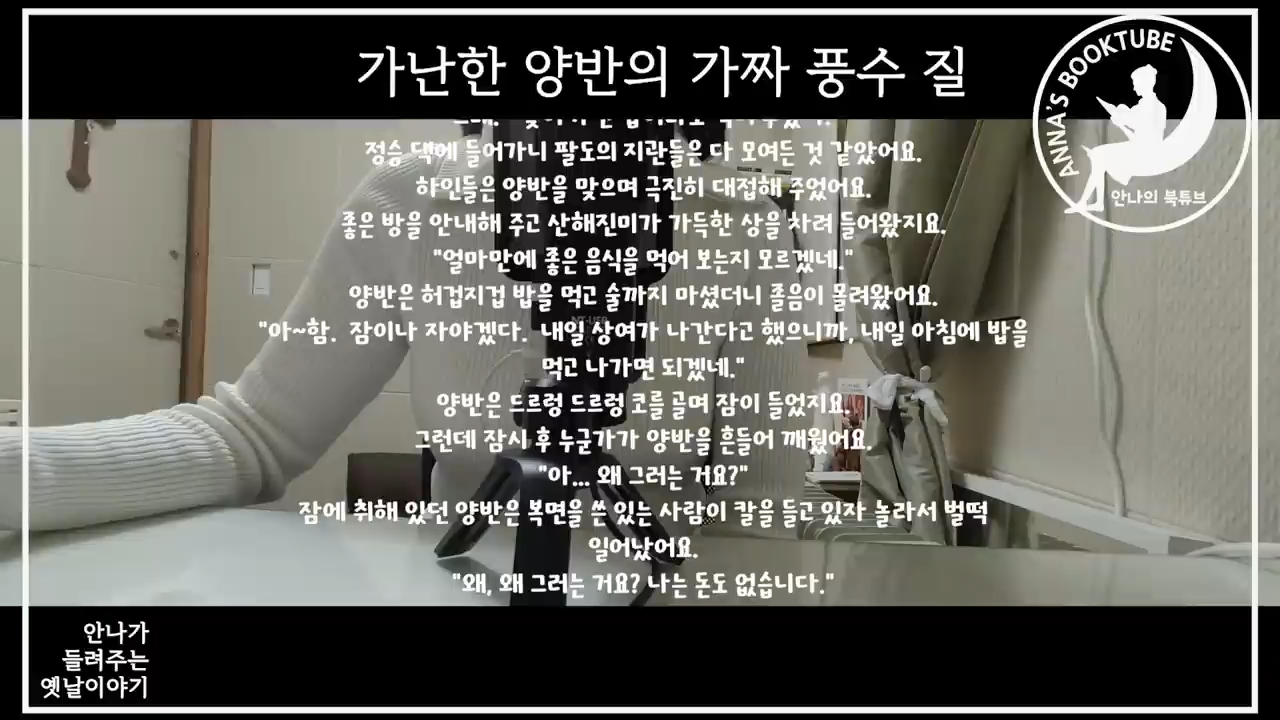 가난한 양반의 가짜 풍수 질
ANNA'S BOOKTUBE
안나의 북튜브
정승 댁에 들어가니 팔도의 지관들은 다 모여든 것 같았어요.
하인들은 양반을 맞으며 극진히 대접해 주었어요.
좋은 방을 안내해 주고 산해진미가 가득한 상을 차려 들어왔지요.
"얼마만에 좋은 음식을 먹어 보는지 모르겠네."
양반은 허겁지겁 밥을 먹고 술까지 마셨더니 졸음이 몰려왔어요.
"아~함. 잠이나 자야겠다. 내일 상여가 나간다고 했으니까, 내일 아침에 밥을
먹고 나가면 되겠네."
양반은 드르렁 드르렁 코를 골며 잠이 들었지요.
그런데 잠시 후 누군가가 양반을 흔들어 깨웠어요.
"아... 왜 그러는 거요?"
잠에 취해 있던 양반은 복면을 쓴 있는 사람이 칼을 들고 있자 놀라서 벌떡
일어났어요.
"왜, 왜 그러는 거요? 나는 돈도 없습니다."
안나가
들려주는
옛날이야기